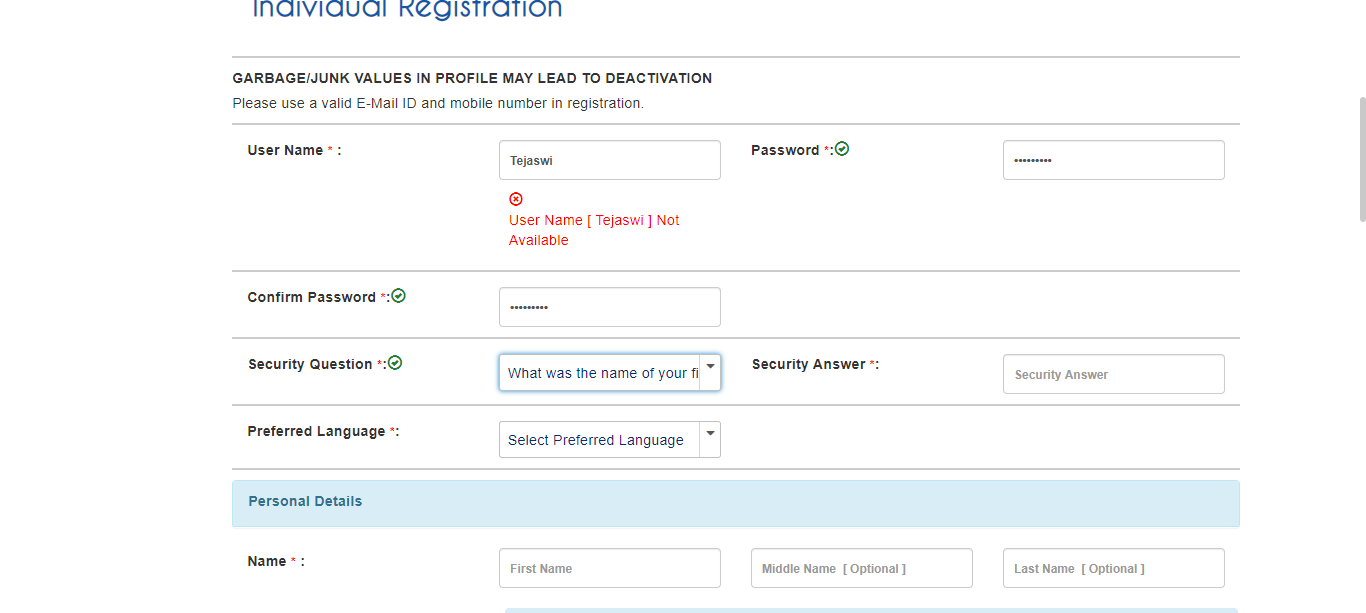 Individual Registration
GARBAGE/JUNK VALUES IN PROFILE MAY LEAD TO DEACTIVATION
Please use a valid E-Mail ID and mobile number in registration.
User Name * :
Tejaswi
Password *:
•••••••••
User Name [ Tejaswi ] Not
Available
Confirm Password *:
•••••••••
Security Question *:
What was the name of your fi
Security Answer *:
Security Answer
Preferred Language *:
Select Preferred Language
Personal Details
Name * :
First Name
Middle Name [ Optional ]
Last Name [ Optional ]